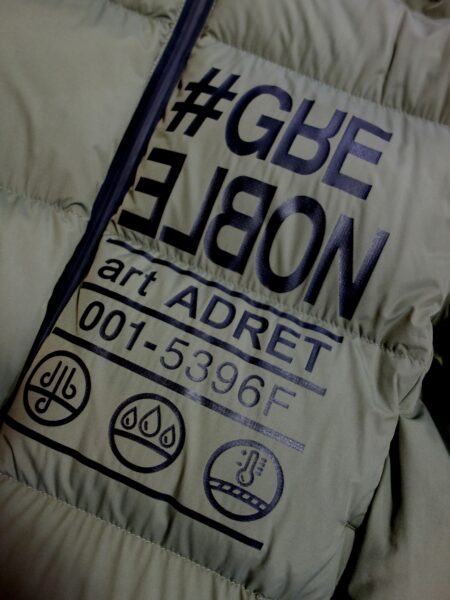 #GRE
NOBLE
art ADRET
001-5396F